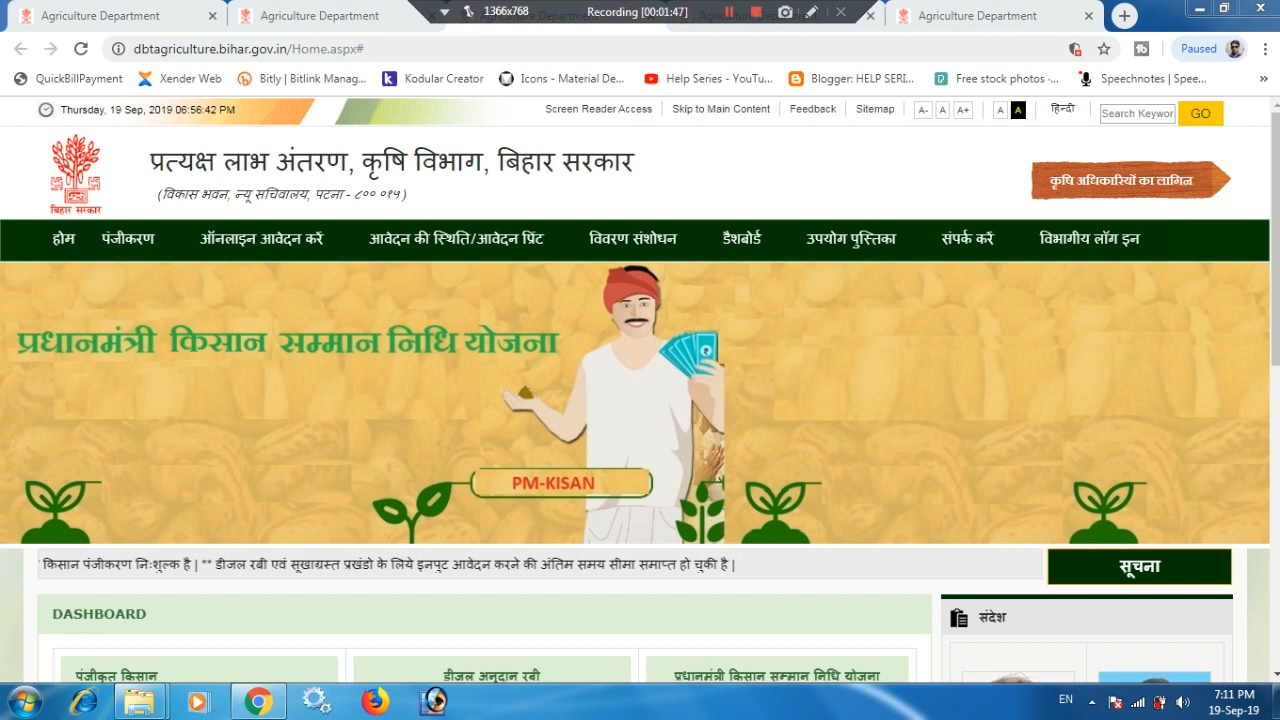 Agriculture Department
Agriculture Department
Agriculture Department
Agriculture Department
Agriculture Department
1366x768
Recording [00:01:47]
dbtagriculture.bihar.gov.in/Home.aspx#
Paused
QuickBillPayment
Xender Web
Bitly | Bitlink Manag...
Kodular Creator
Icons - Material De...
Help Series - YouTu...
Blogger: HELP SERI...
Free stock photos ·...
Speechnotes | Spee...
»
Thursday, 19 Sep, 2019 06:56:42 PM
Screen Reader Access
Skip to Main Content
Feedback
Sitemap
A-
A
A+
A
A
हिन्दी
Search Keywor
GO
प्रत्यक्ष लाभ अंतरण, कृषि विभाग, बिहार सरकार
(विकास भवन, न्यू सचिवालय, पटना - ८०० ०१५ )
बिहार सरकार
कृषि अधिकारियों का लागिन
होम
पंजीकरण
ऑनलाइन आवेदन करें
आवेदन की स्थिति/आवेदन प्रिंट
विवरण संशोधन
डैशबोर्ड
उपयोग पुस्तिका
संपर्क करें
विभागीय लॉग इन
प्रधानमंत्री किसान सम्मान निधि योजना
PM-KISAN
किसान पंजीकरण निःशुल्क है | ** डीजल रबी एवं सूखाग्रस्त प्रखंडो के लिये इनपुट आवेदन करने की अंतिम समय सीमा समाप्त हो चुकी है |
सूचना
DASHBOARD
संदेश
पंजीकृत किसान
डीजल अनुदान रबी
प्रधानमंत्री किसान सम्मान निधि योजना
EN
7:11 PM
19-Sep-19